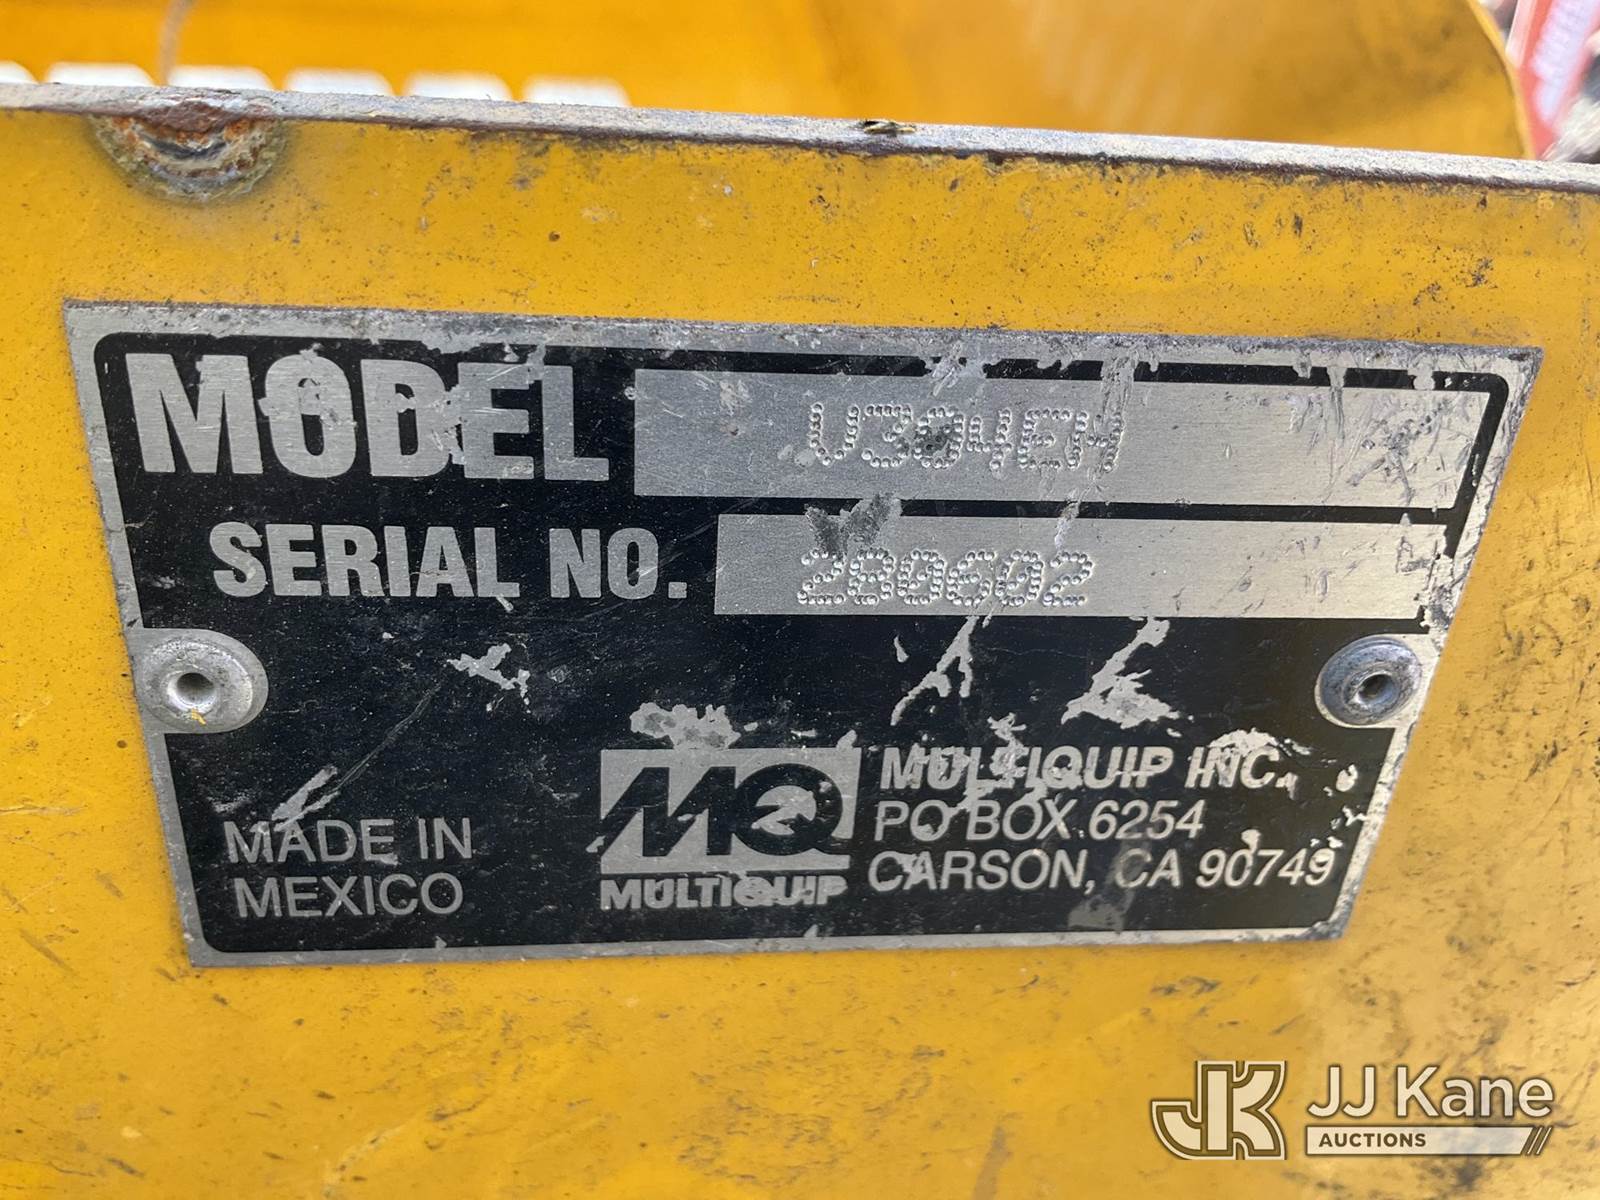 MODEL V304EH
SERIAL NO. 280602
MADE IN
MEXICO
MQ
MULTIQUIP
MULTIQUIP INC.
PO BOX 6254
CARSON, CA 90749
JK
JJ Kane
AUCTIONS